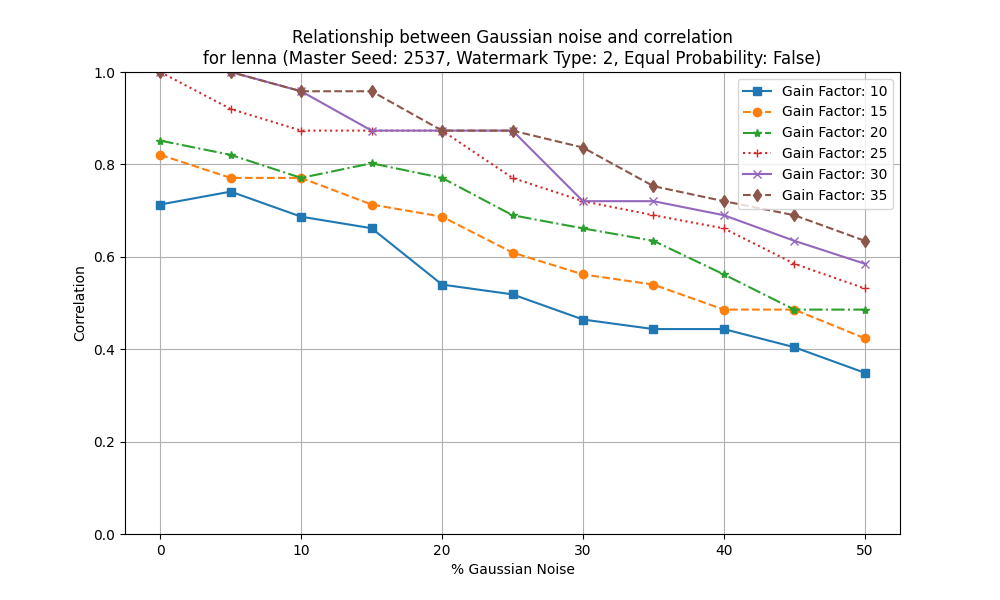 Relationship between Gaussian noise and correlation
for lenna (Master Seed: 2537, Watermark Type: 2, Equal Probability: False)
1.0
0.8
0.6
0.4
0.2
0.0
Correlation
Gain Factor: 10
Gain Factor: 15
Gain Factor: 20
Gain Factor: 25
Gain Factor: 30
Gain Factor: 35
0 10 20 30 40 50
% Gaussian Noise